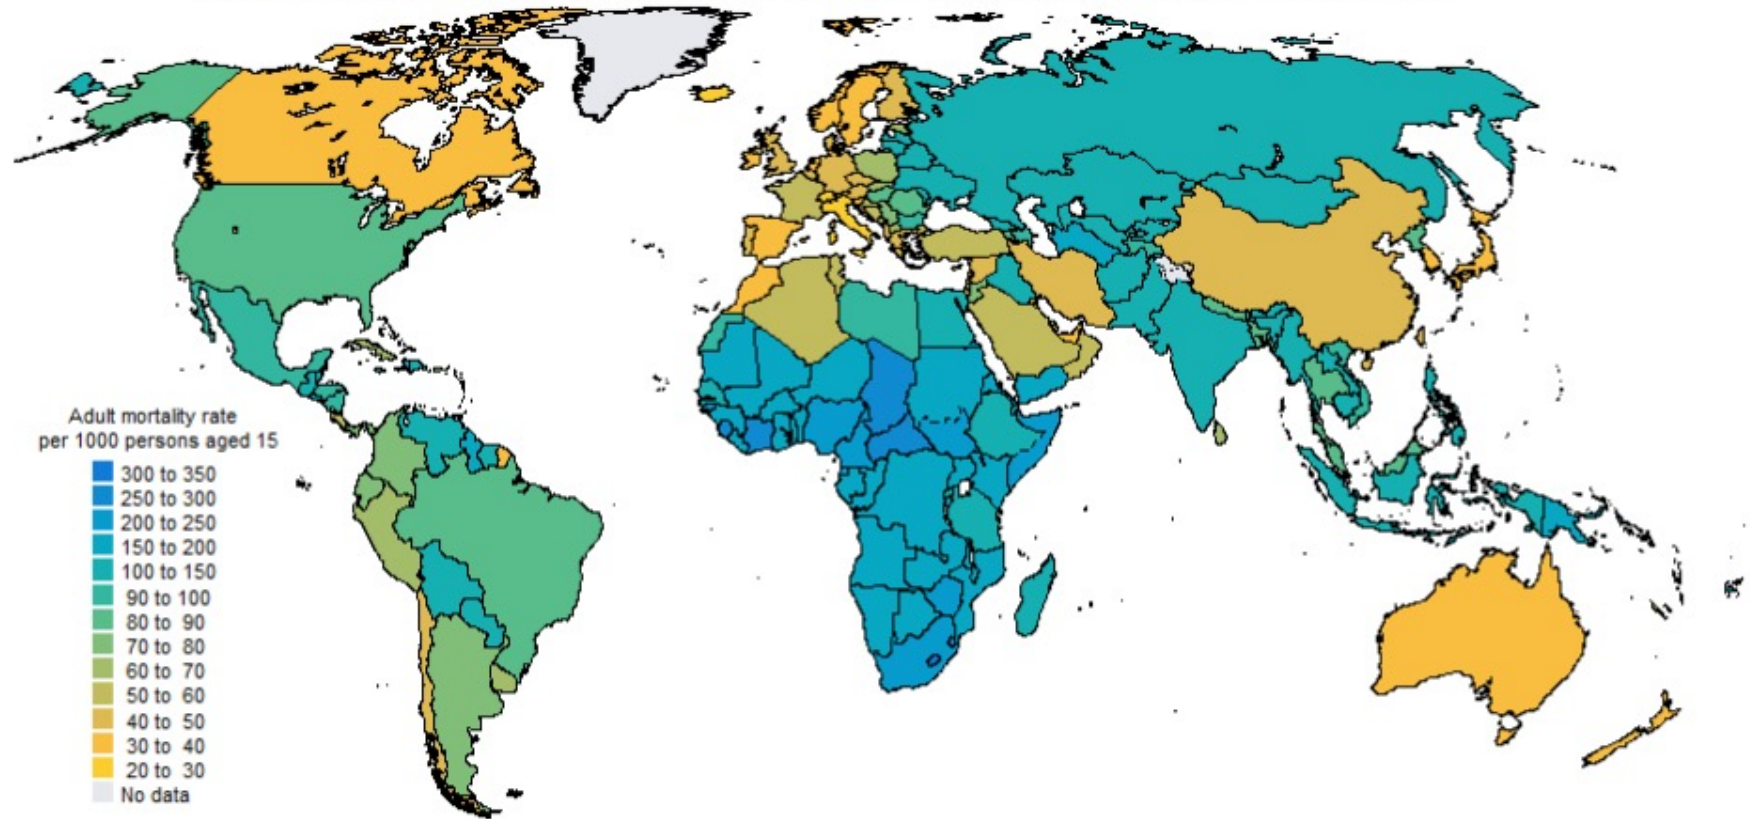 Adult mortality rate
per 1000 persons aged 15
300 to 350
250 to 300
200 to 250
150 to 200
100 to 150
90 to 100
80 to 90
70 to 80
60 to 70
50 to 60
40 to 50
30 to 40
20 to 30
No data